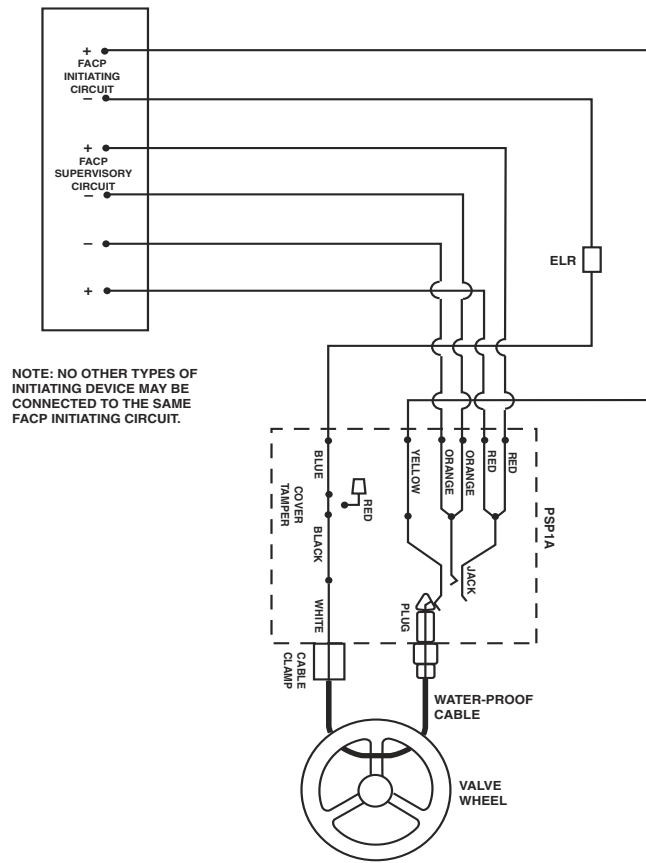 +
FACP
INITIATING
CIRCUIT
–
+
FACP
SUPERVISORY
CIRCUIT
–
–
+
ELR
NOTE: NO OTHER TYPES OF
INITIATING DEVICE MAY BE
CONNECTED TO THE SAME
FACP INITIATING CIRCUIT.
BLUE
COVER
TAMPER
RED
BLACK
WHITE
YELLOW
ORANGE
ORANGE
RED
RED
PSP1A
JACK
PLUG
CABLE
CLAMP
WATER-PROOF
CABLE
VALVE
WHEEL